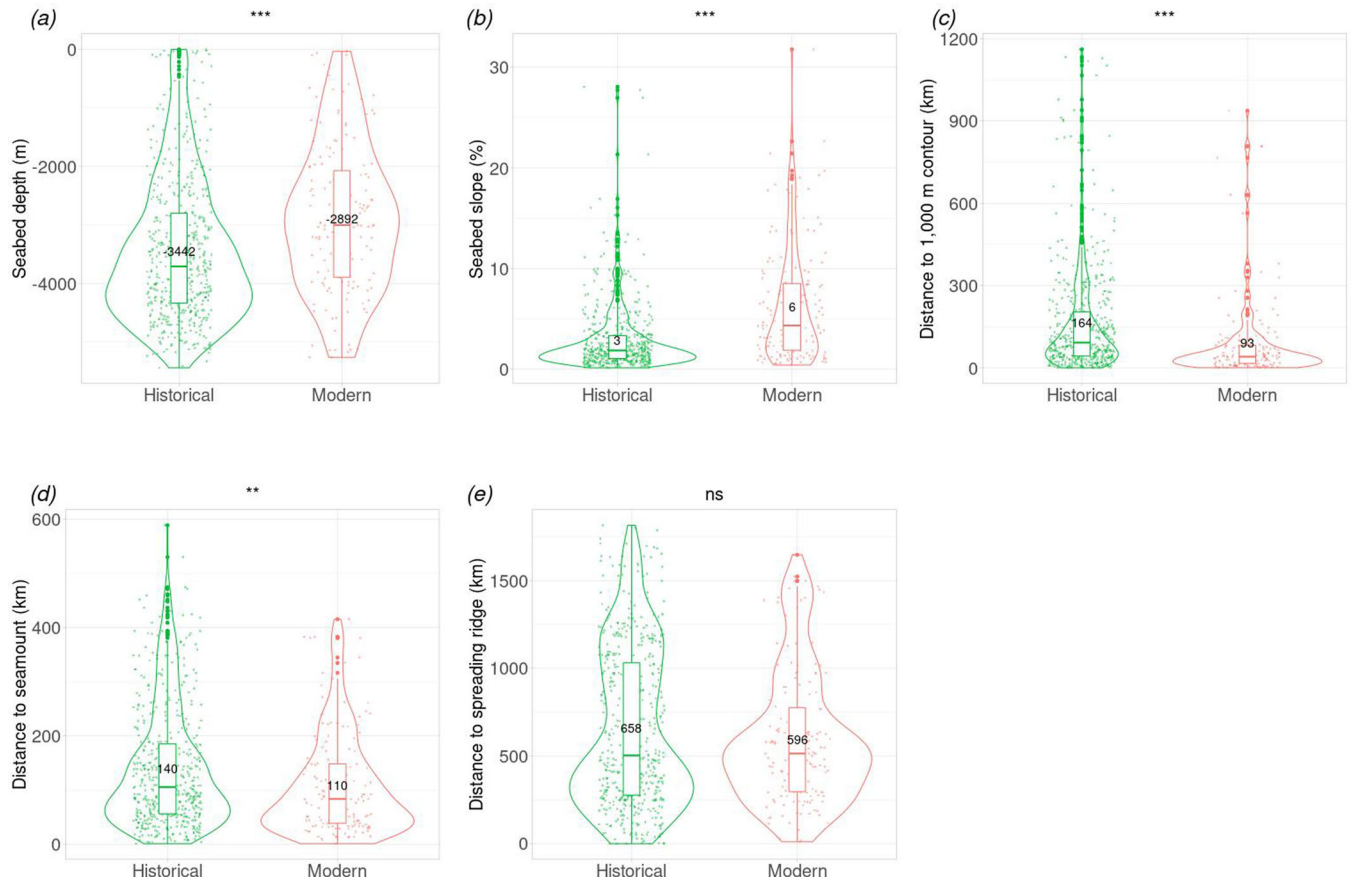 (a)
***
Seabed depth (m)
0
-2000
-4000
-3442
-2892
Historical
Modern
(b)
***
Seabed slope (%)
30
20
10
0
3
6
Historical
Modern
(c)
***
Distance to 1,000 m contour (km)
1200
900
600
300
0
164
93
Historical
Modern
(d)
**
Distance to seamount (km)
600
400
200
0
140
110
Historical
Modern
(e)
ns
Distance to spreading ridge (km)
1500
1000
500
0
658
596
Historical
Modern